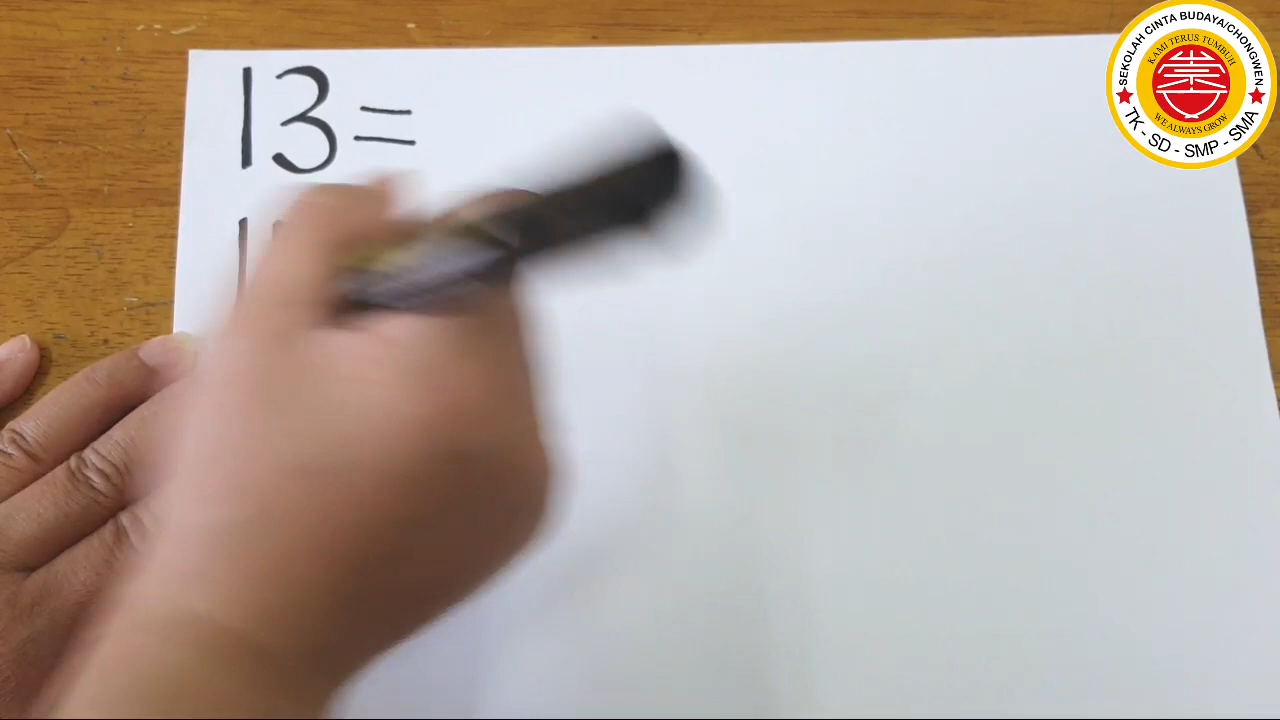 13=
SEKOLAH CINTA BUDAYA/CHONGWEN
KAMI TERUS TUMBUH
WE ALWAYS GROW
TK - SD - SMP - SMA